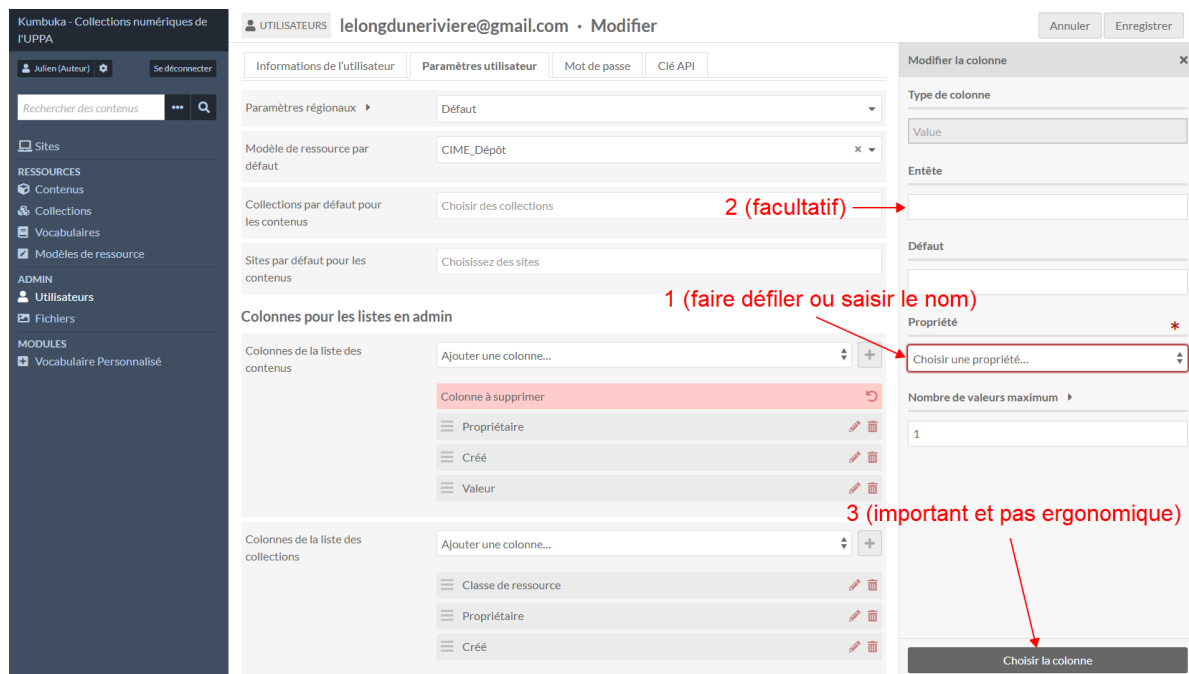 Kumbuka - Collections numériques de
l'UPPA
Julien (Auteur)
Se déconnecter
Rechercher des contenus
Sites
RESSOURCES
Contenus
Collections
Vocabulaires
Modèles de ressource
ADMIN
Utilisateurs
Fichiers
MODULES
Vocabulaire Personnalisé
UTILISATEURS lelongduneriviere@gmail.com · Modifier
Annuler Enregistrer
Informations de l'utilisateur Paramètres utilisateur Mot de passe Clé API
Paramètres régionaux
Défaut
Modèle de ressource par
défaut
CIME_Dépôt
Collections par défaut pour
les contenus
Choisir des collections
Sites par défaut pour les
contenus
Choisissez des sites
Colonnes pour les listes en admin
Colonnes de la liste des
contenus
Ajouter une colonne...
Colonne à supprimer
Propriétaire
Créé
Valeur
Colonnes de la liste des
collections
Ajouter une colonne...
Classe de ressource
Propriétaire
Créé
Modifier la colonne
Type de colonne
Value
Entête
2 (facultatif)
Défaut
1 (faire défiler ou saisir le nom)
Propriété *
Choisir une propriété...
Nombre de valeurs maximum
1
3 (important et pas ergonomique)
Choisir la colonne